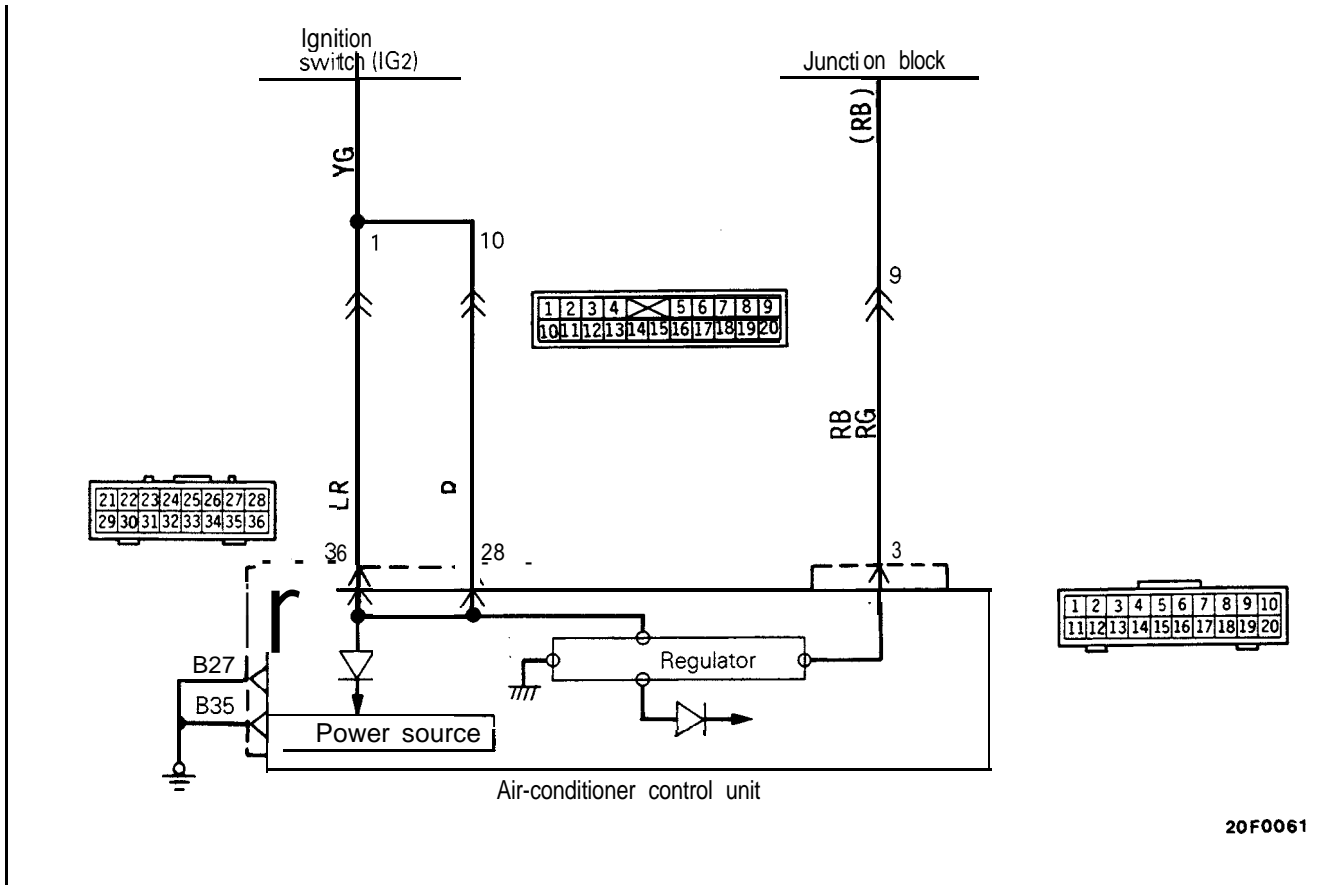 Ignition
switch (IG2)
Junction block
(RB)
YG
1
10
9
1 2 3 4 5 6 7 8 9
10 11 12 13 14 15 16 17 18 19 20
RB
RG
LR
21 22 23 24 25 26 27 28
29 30 31 32 33 34 35 36
36
28
3
r
1 2 3 4 5 6 7 8 9 10
11 12 13 14 15 16 17 18 19 20
Regulator
B27
B35
Power source
Air-conditioner control unit
20F0061